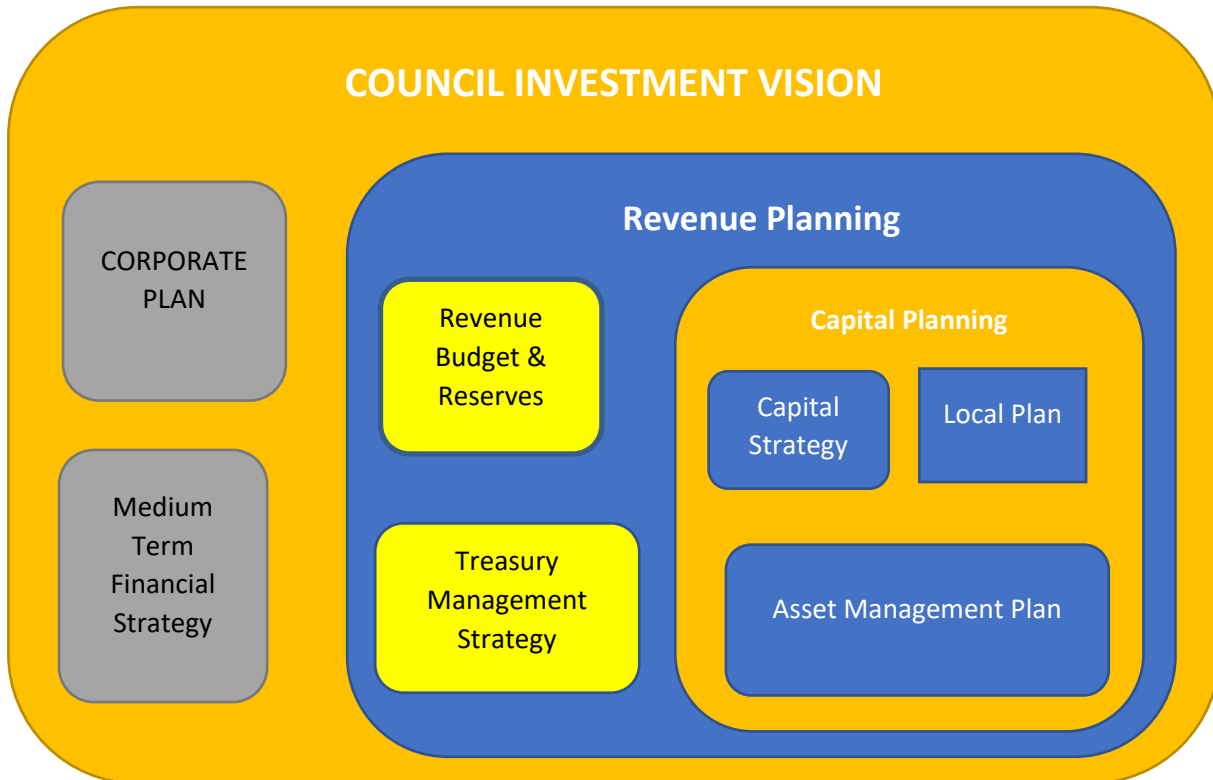 COUNCIL INVESTMENT VISION
CORPORATE
PLAN
Medium
Term
Financial
Strategy
Revenue Planning
Revenue
Budget &
Reserves
Treasury
Management
Strategy
Capital Planning
Capital
Strategy
Local Plan
Asset Management Plan